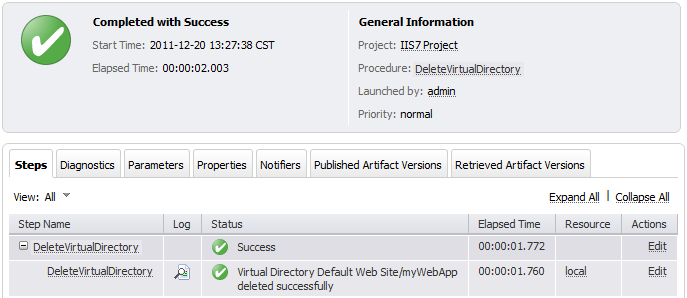 Completed with Success
Start Time: 2011-12-20 13:27:38 CST
Elapsed Time: 00:00:02.003
General Information
Project: IIS7 Project
Procedure: DeleteVirtualDirectory
Launched by: admin
Priority: normal
Steps Diagnostics Parameters Properties Notifiers Published Artifact Versions Retrieved Artifact Versions
View: All Expand All Collapse All
Step Name Log Status Elapsed Time Resource Actions
DeleteVirtualDirectory Success 00:00:01.772 Edit
DeleteVirtualDirectory Virtual Directory Default Web Site/myWebApp 00:00:01.760 local Edit
deleted successfully